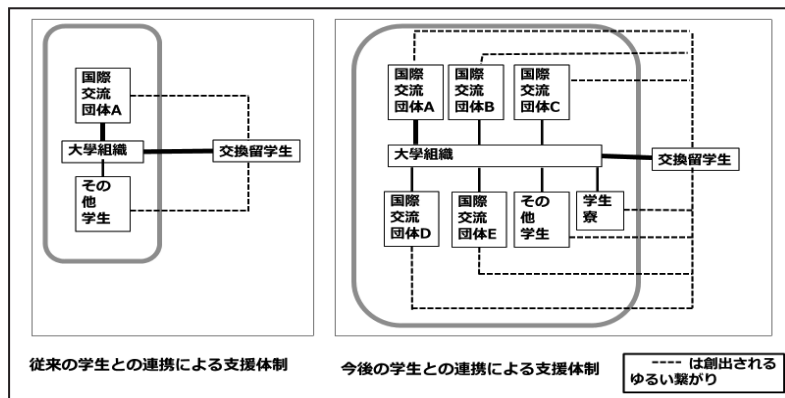 国際
交流
団体A
大學組織
その
他
学生
交換留学生
従来の学生との連携による支援体制
国際
交流
団体A
国際
交流
団体B
国際
交流
団体C
大學組織
交換留学生
国際
交流
団体D
国際
交流
団体E
その
他
学生
学生
寮
今後の学生との連携による支援体制
---- は創出される
ゆるい繋がり